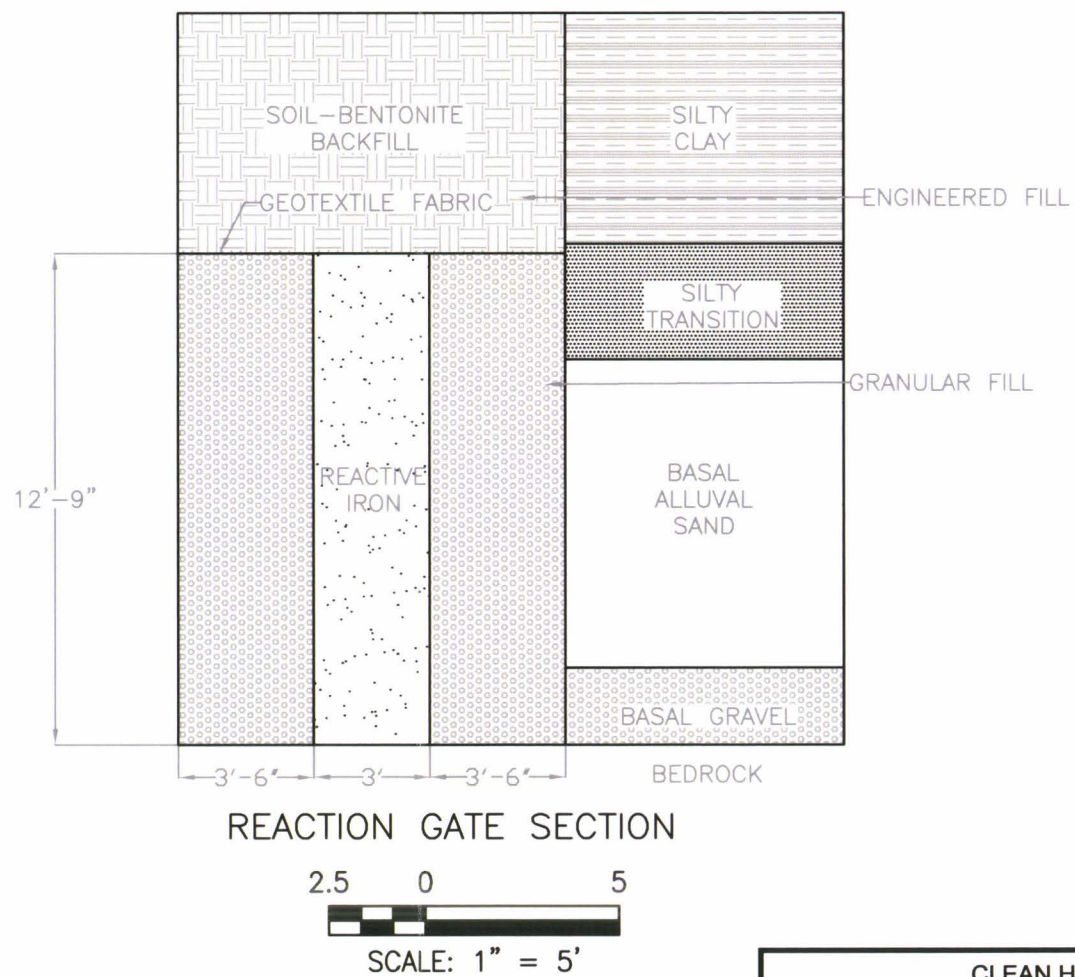 SOIL-BENTONITE
BACKFILL
SILTY
CLAY
GEOTEXTILE FABRIC
ENGINEERED FILL
SILTY
TRANSITION
GRANULAR FILL
12'-9"
REACTIVE
IRON
BASAL
ALLUVAL
SAND
BASAL GRAVEL
3'-6"
3'
3'-6"
BEDROCK
REACTION GATE SECTION
2.5 0 5
SCALE: 1" = 5'
CLEAN H